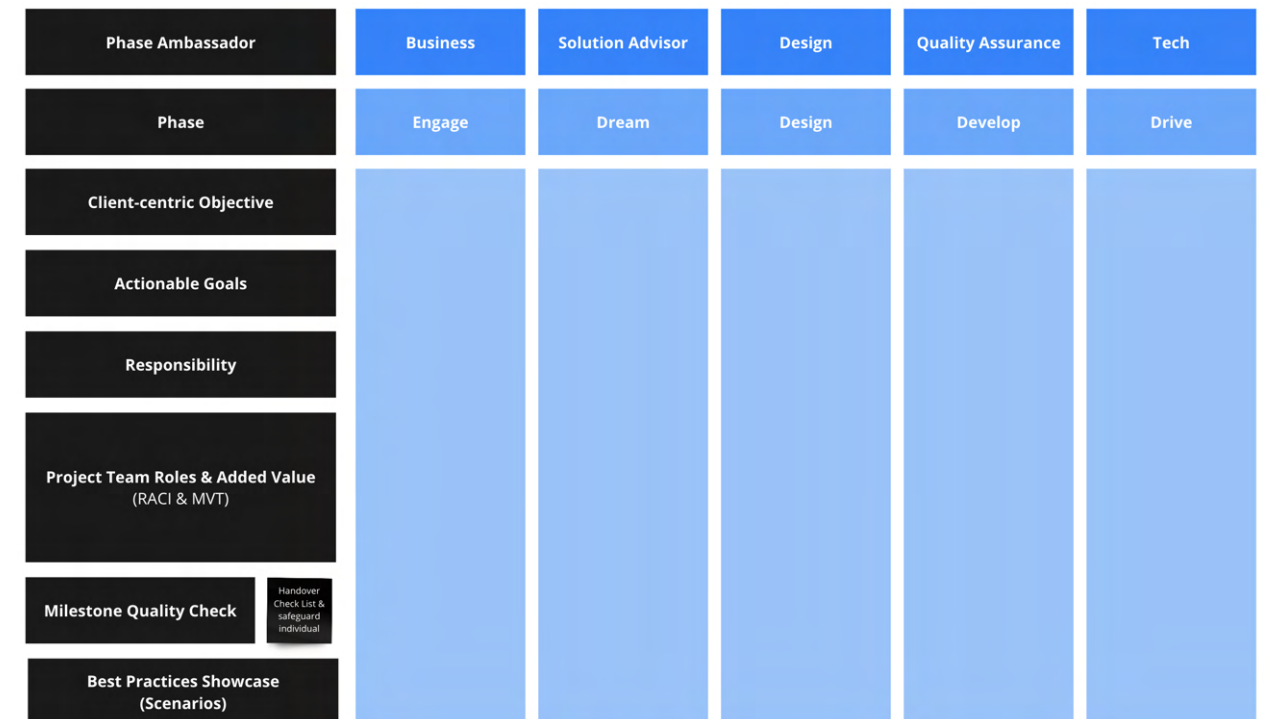 Phase Ambassador
Business
Solution Advisor
Design
Quality Assurance
Tech
Phase
Engage
Dream
Design
Develop
Drive
Client-centric Objective
Actionable Goals
Responsibility
Project Team Roles & Added Value
(RACI & MVT)
Milestone Quality Check
Handover
Check List &
safeguard
individual
Best Practices Showcase
(Scenarios)